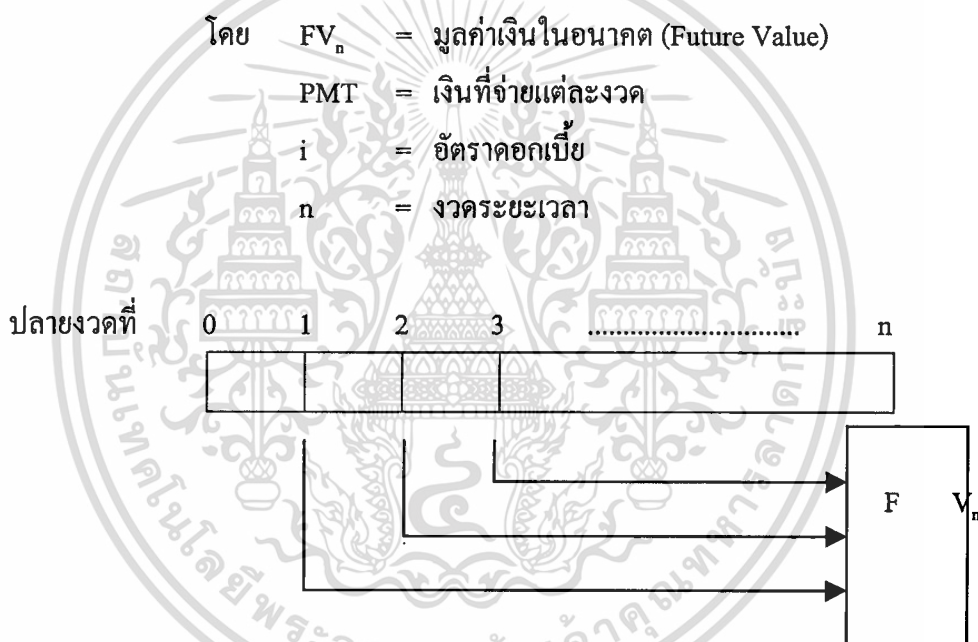 โดย FVn = มูลค่าเงินในอนาคต (Future Value)
PMT = เงินที่จ่ายแต่ละงวด
i = อัตราดอกเบี้ย
n = งวดระยะเวลา
ปลายงวดที่ 0 1 2 3 ............................ n
F Vn